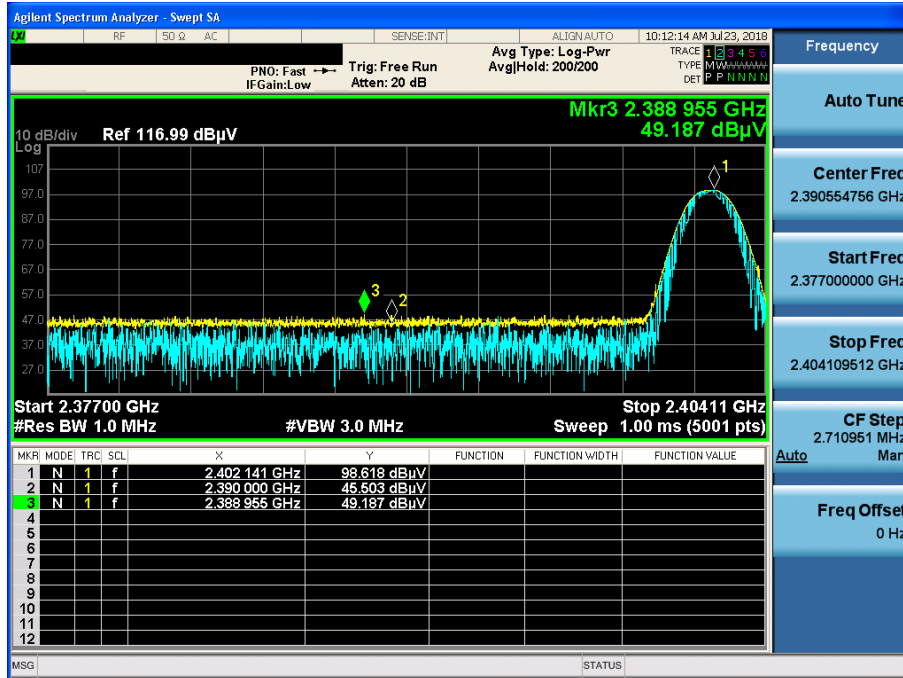 Agilent Spectrum Analyzer - Swept SA
LXI RF 50 Ω AC SENSE:INT ALIGN AUTO 10:12:14 AM Jul 23, 2018
Frequency
Avg Type: Log-Pwr TRACE 1 2 3 4 5 6
PNO: Fast Trig: Free Run Avg|Hold: 200/200 TYPE M W W W W W
IFGain:Low Atten: 20 dB DET P P N N N N
Auto Tune
Mkr3 2.388 955 GHz
49.187 dBµV
10 dB/div Ref 116.99 dBµV
Log
107
97.0
87.0
77.0
67.0
57.0
47.0
37.0
27.0
1
3
2
Center Freq
2.390554756 GHz
Start Freq
2.377000000 GHz
Stop Freq
2.404109512 GHz
Start 2.37700 GHz Stop 2.40411 GHz
#Res BW 1.0 MHz #VBW 3.0 MHz Sweep 1.00 ms (5001 pts)
CF Step
2.710951 MHz
Auto Man
Freq Offset
0 Hz
MKR MODE TRC SCL X Y FUNCTION FUNCTION WIDTH FUNCTION VALUE
1 N 1 f 2.402 141 GHz 98.618 dBµV
2 N 1 f 2.390 000 GHz 45.503 dBµV
3 N 1 f 2.388 955 GHz 49.187 dBµV
4
5
6
7
8
9
10
11
12
MSG STATUS